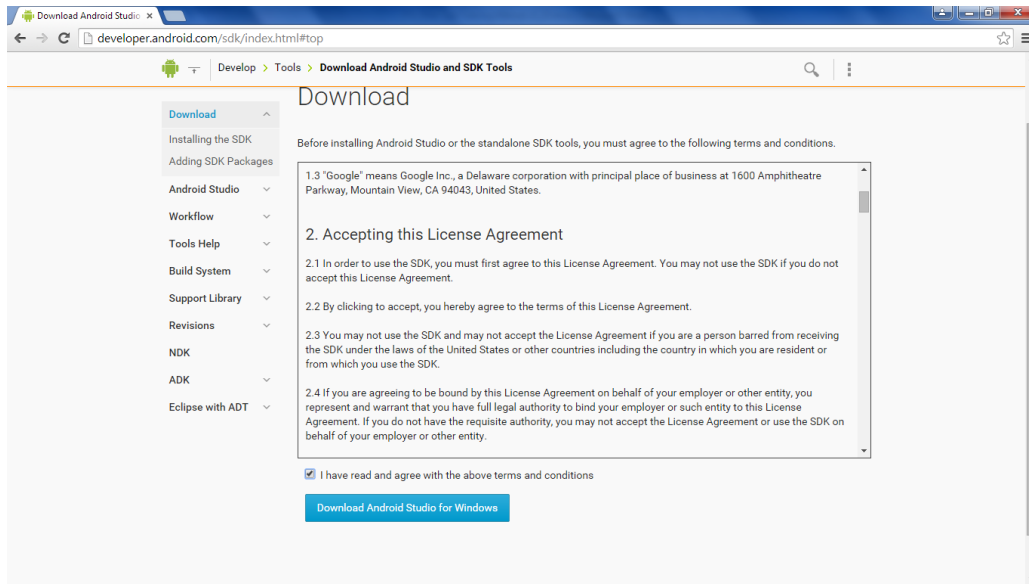 Download Android Studio
developer.android.com/sdk/index.html#top
Develop > Tools > Download Android Studio and SDK Tools
Download
Installing the SDK
Adding SDK Packages
Android Studio
Workflow
Tools Help
Build System
Support Library
Revisions
NDK
ADK
Eclipse with ADT
Download
Before installing Android Studio or the standalone SDK tools, you must agree to the following terms and conditions.
1.3 "Google" means Google Inc., a Delaware corporation with principal place of business at 1600 Amphitheatre
Parkway, Mountain View, CA 94043, United States.
2. Accepting this License Agreement
2.1 In order to use the SDK, you must first agree to this License Agreement. You may not use the SDK if you do not
accept this License Agreement.
2.2 By clicking to accept, you hereby agree to the terms of this License Agreement.
2.3 You may not use the SDK and may not accept the License Agreement if you are a person barred from receiving
the SDK under the laws of the United States or other countries including the country in which you are resident or
from which you use the SDK.
2.4 If you are agreeing to be bound by this License Agreement on behalf of your employer or other entity, you
represent and warrant that you have full legal authority to bind your employer or such entity to this License
Agreement. If you do not have the requisite authority, you may not accept the License Agreement or use the SDK on
behalf of your employer or other entity.
I have read and agree with the above terms and conditions
Download Android Studio for Windows